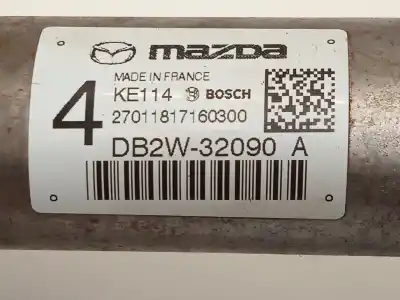 mazda
MADE IN FRANCE
4 KE114 BOSCH
27011817160300
DB2W-32090 A